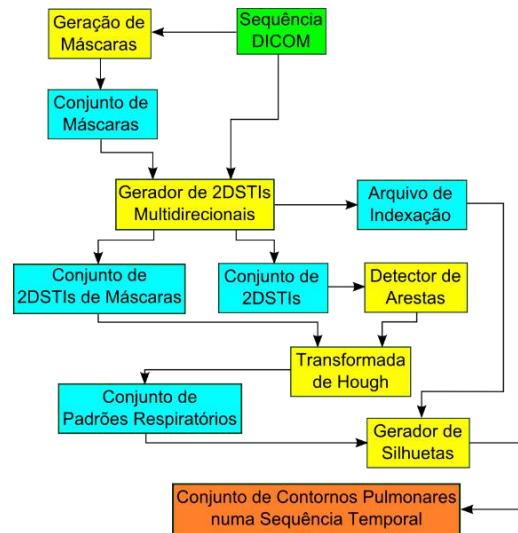 Geração de
Máscaras
Sequência
DICOM
Conjunto de
Máscaras
Gerador de 2DSTIs
Multidirecionais
Arquivo de
Indexação
Conjunto de
2DSTIs de Máscaras
Conjunto de
2DSTIs
Detector de
Arestas
Transformada
de Hough
Conjunto de
Padrões Respiratórios
Gerador de
Silhuetas
Conjunto de Contornos Pulmonares
numa Sequência Temporal